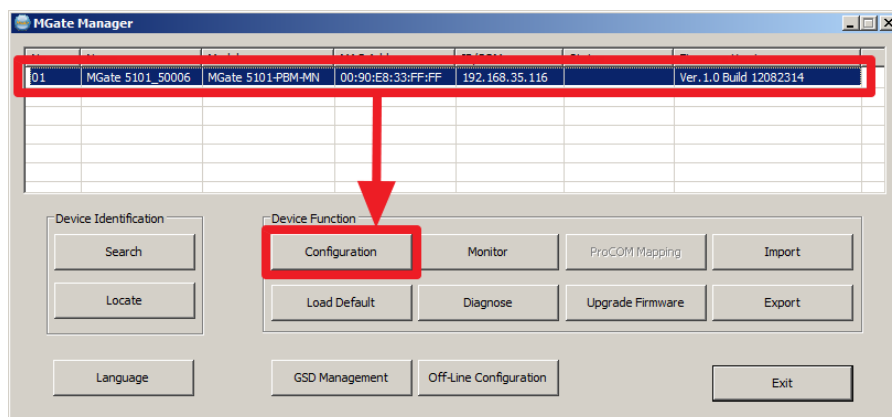 MGate Manager
01 MGate 5101_50006 MGate 5101-PBM-MN 00:90:E8:33:FF:FF 192.168.35.116 Ver.1.0 Build 12082314
Device Identification
Device Function
Search
Configuration
Monitor
ProCOM Mapping
Import
Locate
Load Default
Diagnose
Upgrade Firmware
Export
Language
GSD Management
Off-Line Configuration
Exit